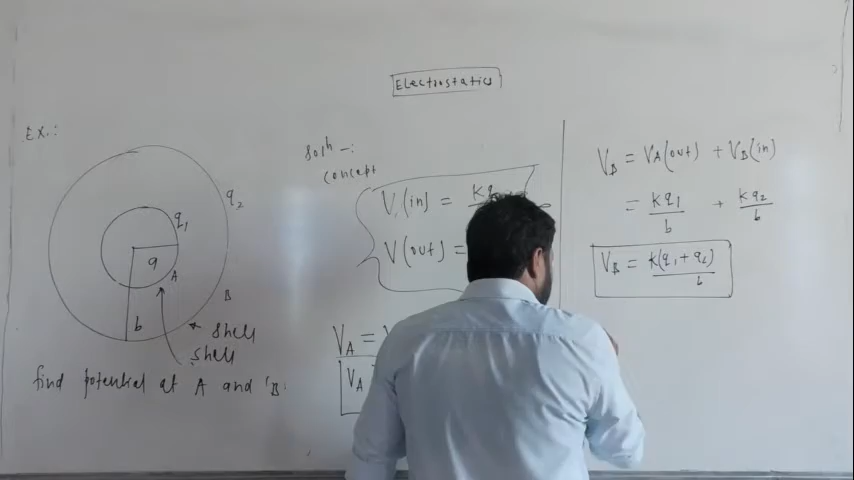 Electrostatics
Ex.:
q2
q1
a
A
B
b
shell
shell
find potential at A and B.
Soln -:
concept
V(in) = Kq
V(out) =
VA =
VA
VB = VA(out) + VB(in)
= Kq1/b + Kq2/b
VB = K(q1+q2)/b